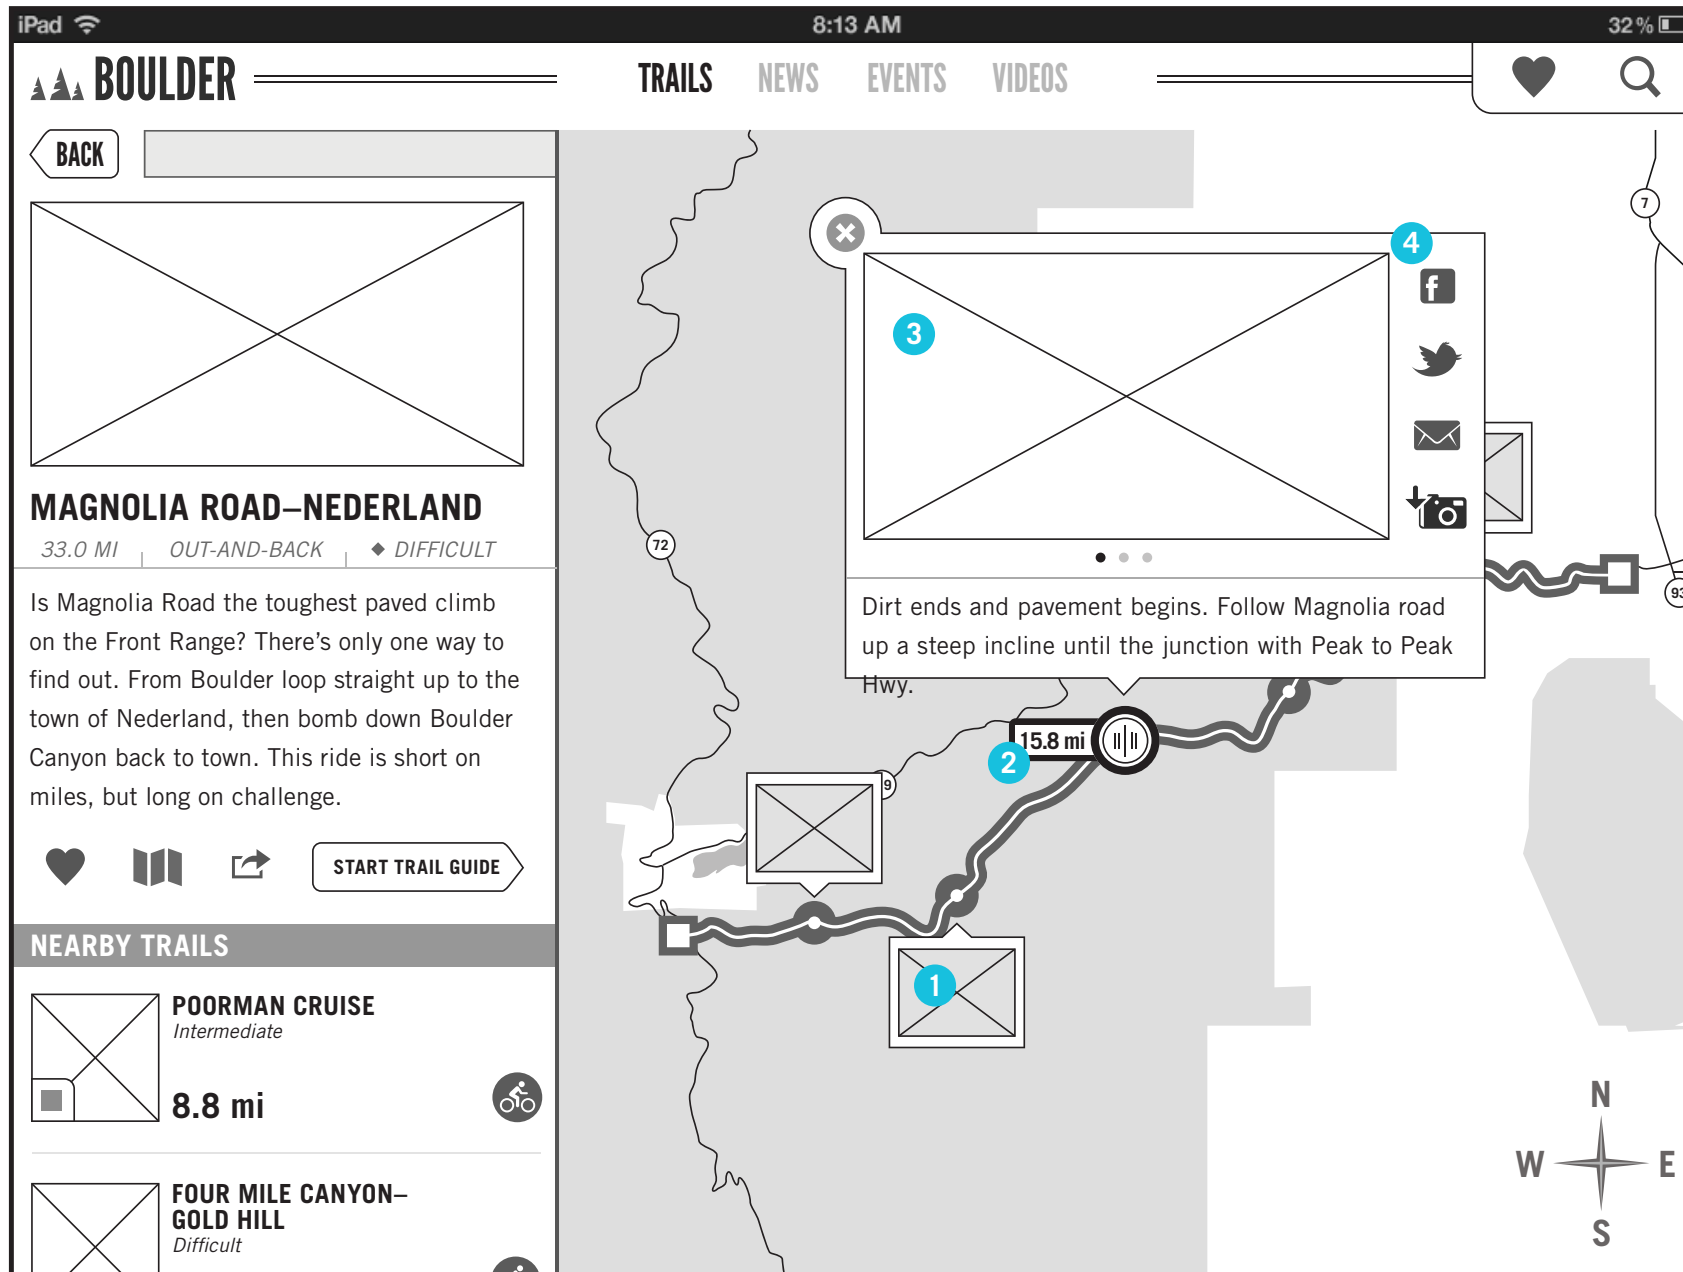 iPad
8:13 AM
32%
BOULDER
TRAILS NEWS EVENTS VIDEOS
BACK
MAGNOLIA ROAD–NEDERLAND
33.0 MI OUT-AND-BACK DIFFICULT
Is Magnolia Road the toughest paved climb
on the Front Range? There’s only one way to
find out. From Boulder loop straight up to the
town of Nederland, then bomb down Boulder
Canyon back to town. This ride is short on
miles, but long on challenge.
START TRAIL GUIDE
NEARBY TRAILS
POORMAN CRUISE
Intermediate
8.8 mi
FOUR MILE CANYON–
GOLD HILL
Difficult
7
4
f
3
72
93
Dirt ends and pavement begins. Follow Magnolia road
up a steep incline until the junction with Peak to Peak
Hwy.
15.8 mi
2
9
1
N
W E
S